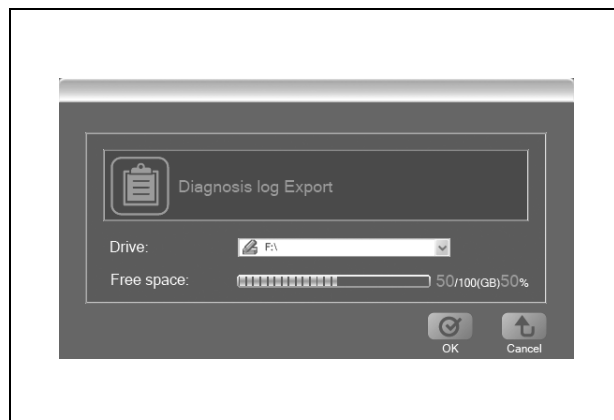 Diagnosis log Export
Drive: F:\
Free space: 50/100(GB)50%
OK Cancel